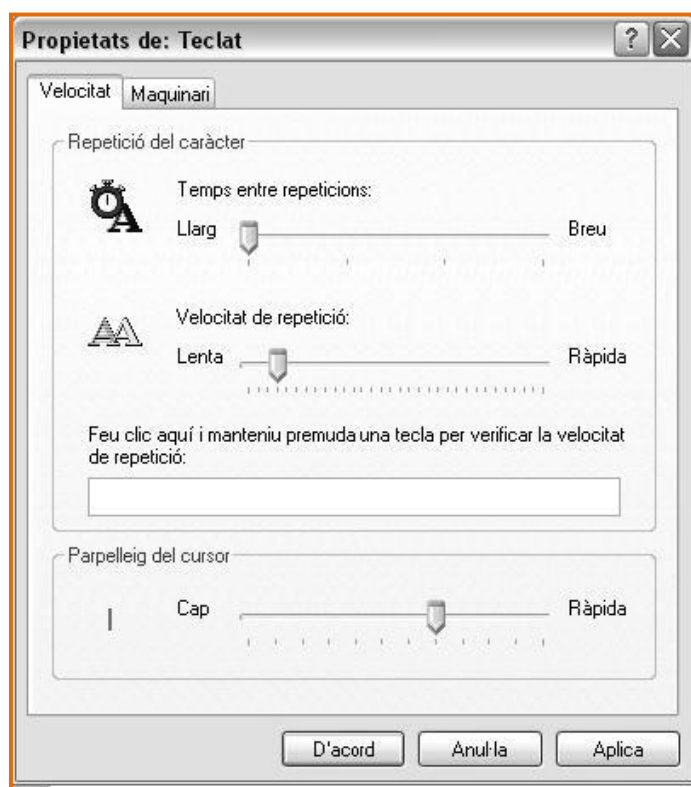 Propietats de: Teclat
Velocitat Maquinari
Repetició del caràcter
Temps entre repeticions:
Llarg Breu
Velocitat de repetició:
Lenta Ràpida
Feu clic aquí i manteniu premuda una tecla per verificar la velocitat
de repetició:
Parpelleig del cursor
Cap Ràpida
D'acord Anul·la Aplica